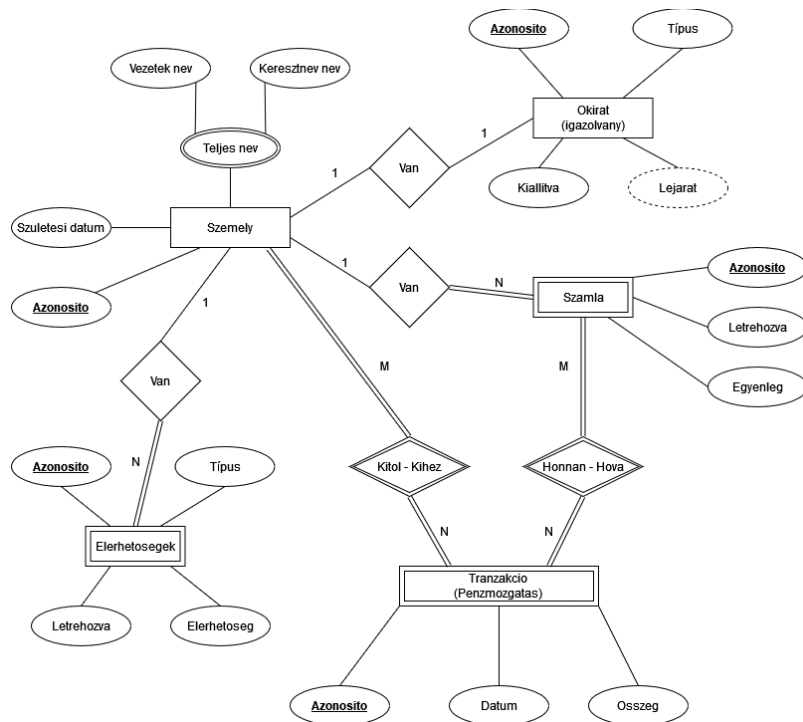 Azonosito
Típus
Vezetek nev
Keresztnev nev
Okirat
(igazolvany)
Teljes nev
Van
1
1
Kiallitva
Lejarat
Szuletesi datum
Szemely
1
Van
N
Azonosito
Szamla
Azonosito
1
Letrehozva
M
M
Van
Egyenleg
Azonosito
N
Típus
Kitol - Kihez
Honnan - Hova
N
N
Elerhetosegek
Tranzakcio
(Penzmozgatas)
Letrehozva
Elerhetoseg
Azonosito
Datum
Osszeg